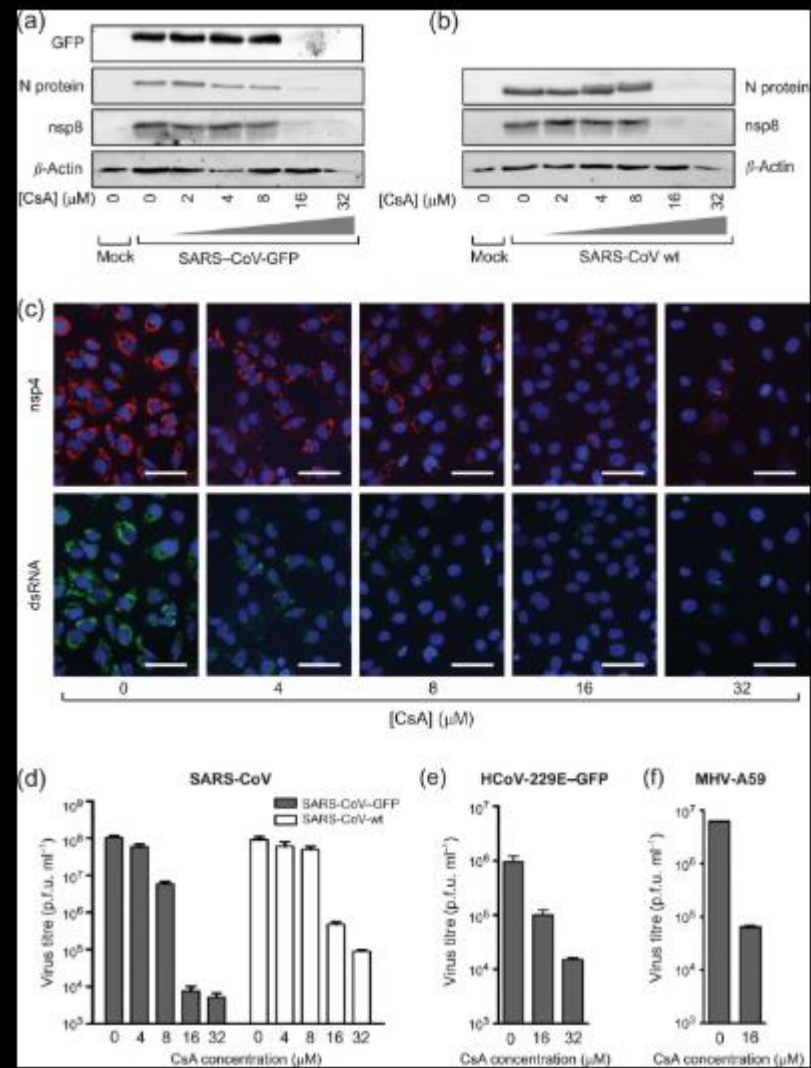 (a)
GFP
N protein
nsp8
β-Actin
[CsA] (μM)
0 0 2 4 8 16 32
Mock
SARS–CoV-GFP
(b)
N protein
nsp8
β-Actin
[CsA] (μM)
0 0 2 4 8 16 32
Mock
SARS-CoV wt
(c)
nsp4
dsRNA
0 4 8 16 32
[CsA] (μM)
(d)
SARS-CoV
SARS-CoV–GFP
SARS-CoV-wt
Virus titre (p.f.u. ml⁻¹)
10⁹
10⁸
10⁷
10⁶
10⁵
10⁴
10³
0 4 8 16 32 0 4 8 16 32
CsA concentration (μM)
(e)
HCoV-229E–GFP
Virus titre (p.f.u. ml⁻¹)
10⁷
10⁶
10⁵
10⁴
10³
0 16 32
CsA concentration (μM)
(f)
MHV-A59
Virus titre (p.f.u. ml⁻¹)
10⁷
10⁶
10⁵
10⁴
0 16
CsA concentration (μM)